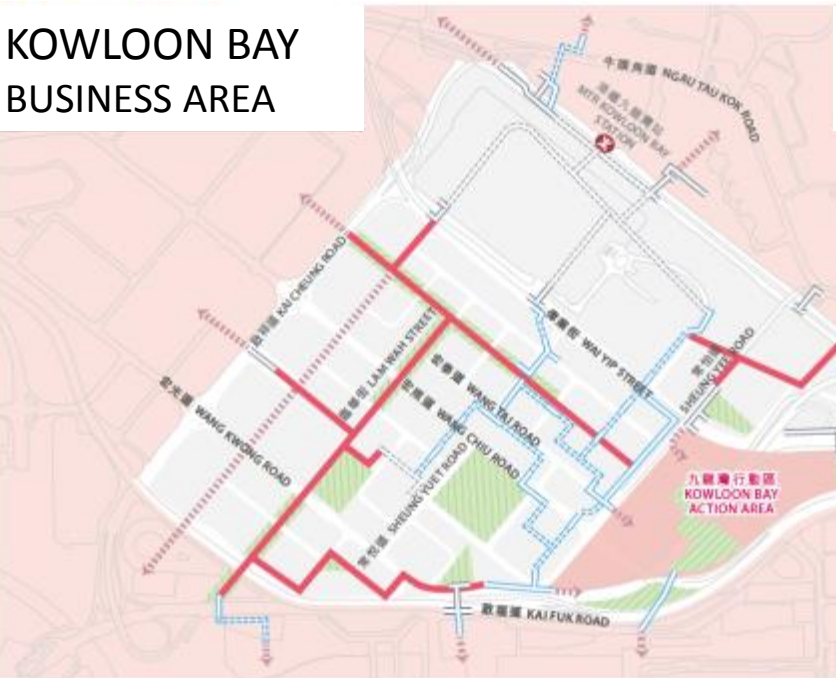 KOWLOON BAY
BUSINESS AREA
牛頭角道 NGAU TAU KOK ROAD
港鐵九龍灣站
MTR KOWLOON BAY
STATION
啟祥道 KAI CHEUNG ROAD
臨華街 LAM WAH STREET
偉業街 WAI YIP STREET
常怡道
SHEUNG YEE ROAD
宏泰道 WANG TAI ROAD
宏照道 WANG CHIU ROAD
宏光道 WANG KWONG ROAD
常悅道 SHEUNG YUET ROAD
九龍灣行動區
KOWLOON BAY
ACTION AREA
啟福道 KAI FUK ROAD